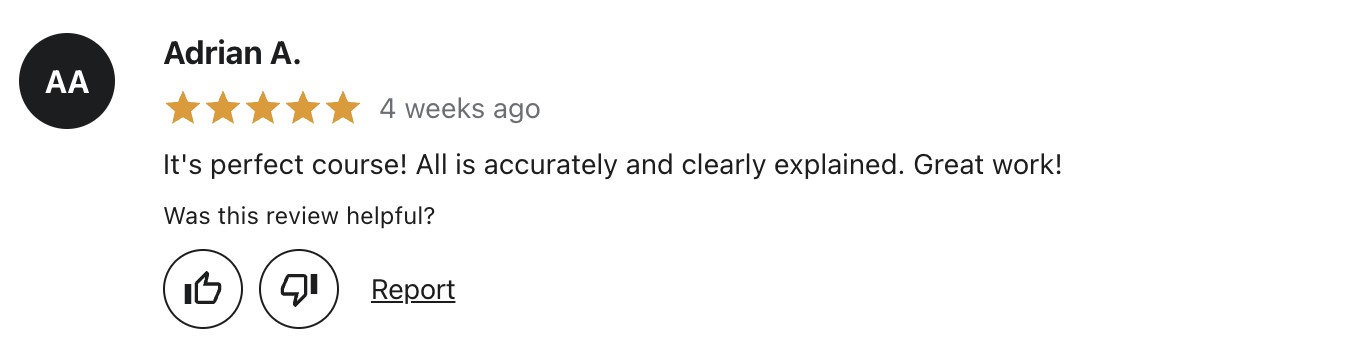 AA
Adrian A.
4 weeks ago
It's perfect course! All is accurately and clearly explained. Great work!
Was this review helpful?
Report